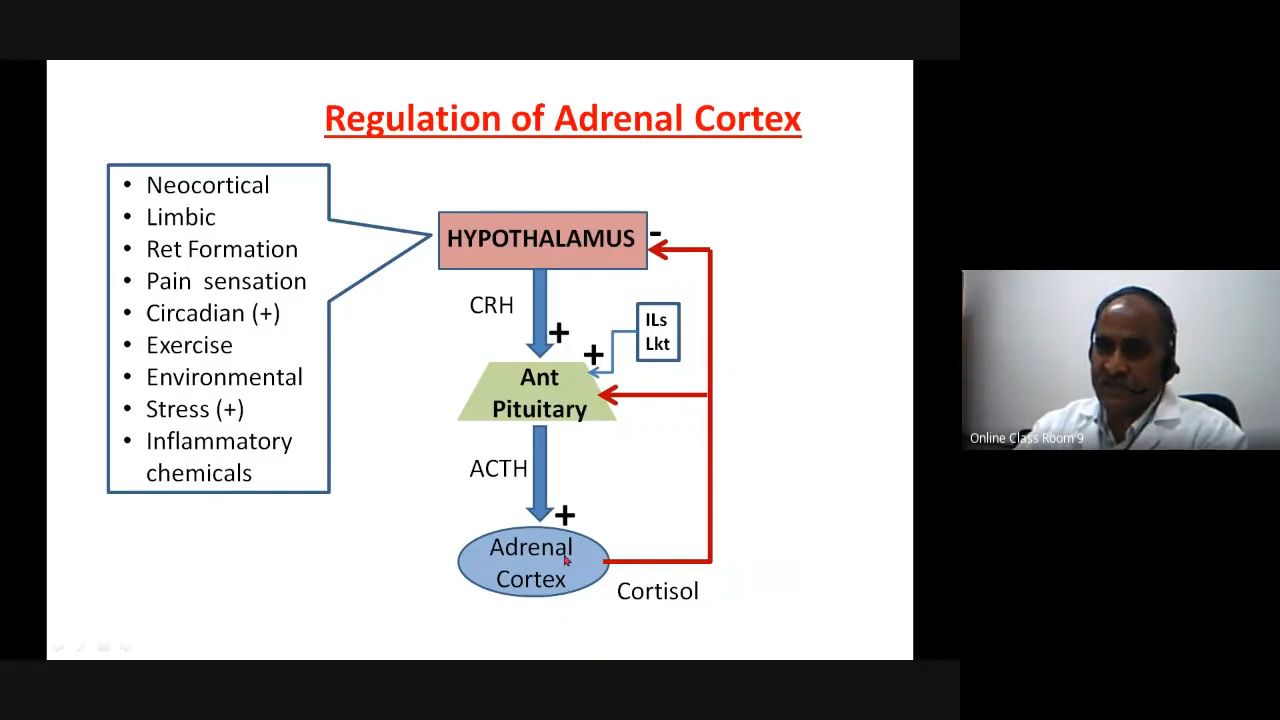 Regulation of Adrenal Cortex
• Neocortical
• Limbic
• Ret Formation
• Pain sensation
• Circadian (+)
• Exercise
• Environmental
• Stress (+)
• Inflammatory
chemicals
HYPOTHALAMUS
-
CRH
+
ILs
Lkt
+
Ant
Pituitary
ACTH
+
Adrenal
Cortex
Cortisol
Online Class Room 9